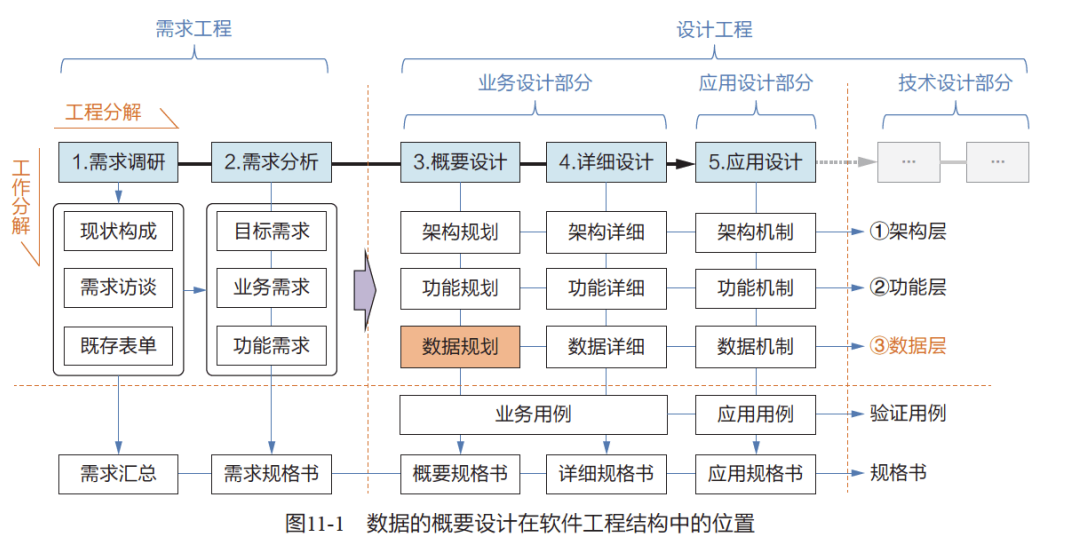 需求工程
设计工程
业务设计部分
应用设计部分
技术设计部分
工程分解
工作分解
1.需求调研
2.需求分析
3.概要设计
4.详细设计
5.应用设计
...
...
现状构成
目标需求
架构规划
架构详细
架构机制
①架构层
需求访谈
业务需求
功能规划
功能详细
功能机制
②功能层
既存表单
功能需求
数据规划
数据详细
数据机制
③数据层
业务用例
应用用例
验证用例
需求汇总
需求规格书
概要规格书
详细规格书
应用规格书
规格书
图11-1 数据的概要设计在软件工程结构中的位置